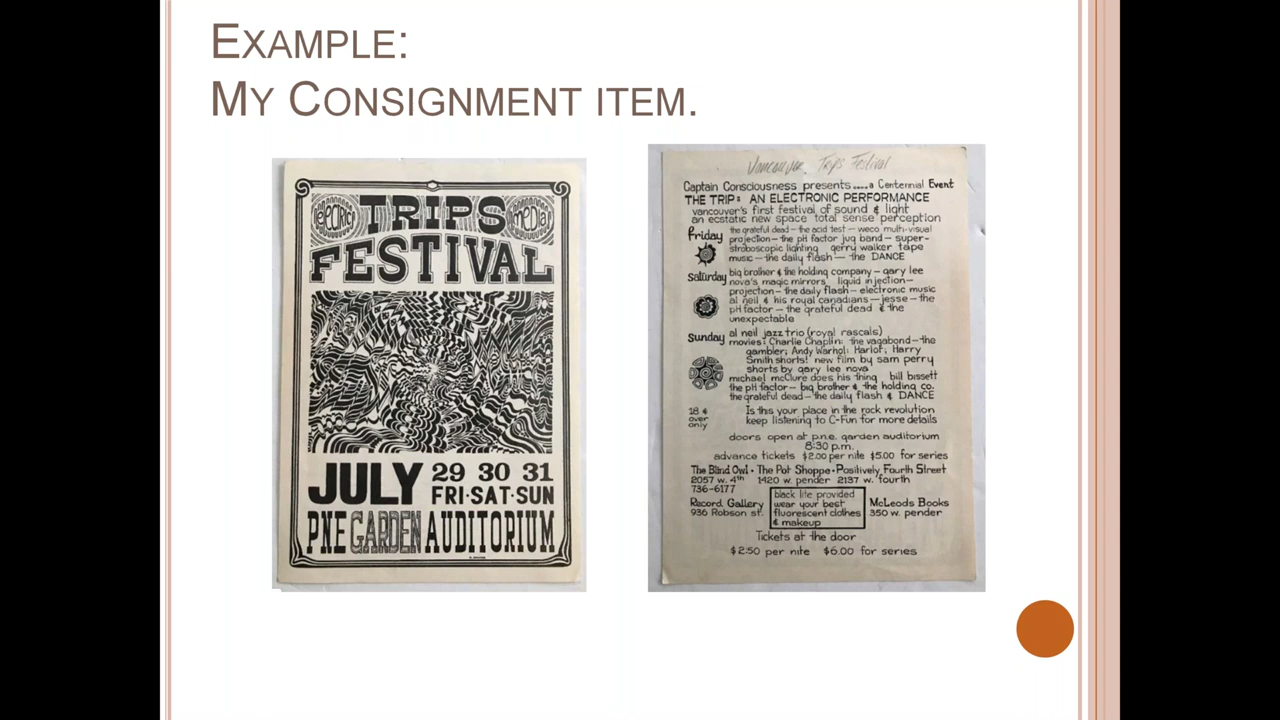 EXAMPLE:
MY CONSIGNMENT ITEM.
electric TRIPS media
FESTIVAL
JULY 29 30 31
FRI·SAT·SUN
PNE GARDEN AUDITORIUM
Vancouver Trips Festival
Captain Consciousness presents....a Centennial Event
THE TRIP: AN ELECTRONIC PERFORMANCE
vancouver's first festival of sound & light
an ecstatic new space total sense perception
friday the grateful dead – the acid test – weco multi-visual
projection – the pH factor jug band – super-
stroboscopic lighting gerry walker tape
music – the daily flash – the DANCE
Saturday big brother & the holding company – gary lee
nova's magic mirrors liquid injection –
projection – the daily flash – electronic music
al neil & his royal canadians – jesse – the
pH factor – the grateful dead & the
unexpectable
Sunday al neil jazz trio (royal rascals)
movies: Charlie Chaplin: the vagabond – the
gambler; Andy Warhol: Harlot; Harry
Smith shorts! new film by sam perry
shorts by gary lee nova
michael mcClure does his thing bill bissett
the pH factor – big brother & the holding co.
the grateful dead – the daily flash & DANCE
18 & over only
Is this your place in the rock revolution
keep listening to C-Fun for more details
doors open at p.n.e. garden auditorium
8:30 p.m.
advance tickets $2.00 per nite $5.00 for series
The Blind Owl · The Pot Shoppe · Positively Fourth Street
2057 w. 4th 1420 w. pender 2137 w. fourth
736-6177
Record Gallery
936 Robson st.
black lite provided
wear your best
fluorescent clothes
& makeup
McLeods Books
350 w. pender
Tickets at the door
$2.50 per nite $6.00 for series